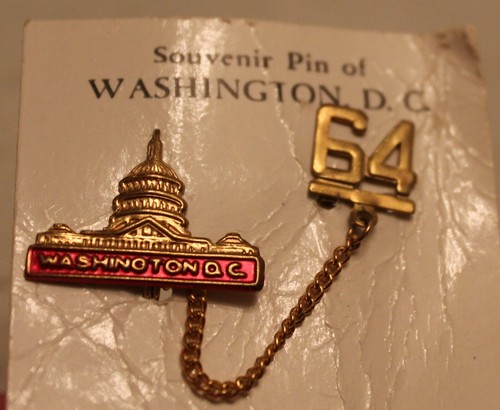 Souvenir Pin of
WASHINGTON, D. C.
64
WASHINGTON D.C.